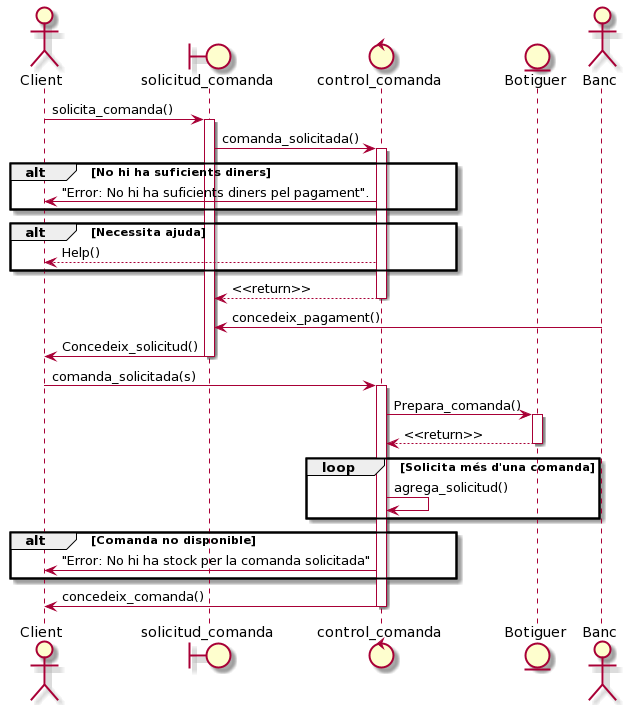 Client solicitud_comanda control_comanda Botiguer Banc
solicita_comanda()
comanda_solicitada()
alt [No hi ha suficients diners]
"Error: No hi ha suficients diners pel pagament".
alt [Necessita ajuda]
Help()
<<return>>
concedeix_pagament()
Concedeix_solicitud()
comanda_solicitada(s)
Prepara_comanda()
<<return>>
loop [Solicita més d'una comanda]
agrega_solicitud()
alt [Comanda no disponible]
"Error: No hi ha stock per la comanda solicitada"
concedeix_comanda()
Client solicitud_comanda control_comanda Botiguer Banc